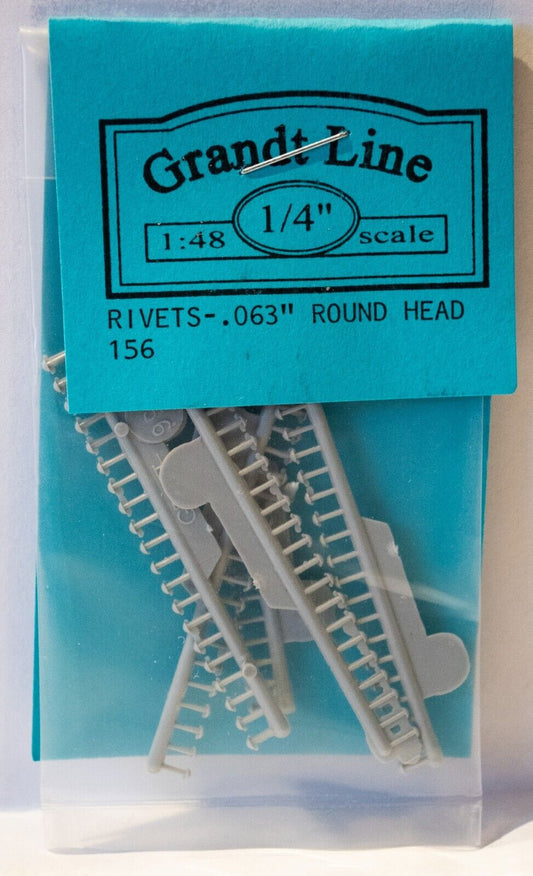 Grandt Line
1:48 1/4" scale
RIVETS-.063" ROUND HEAD
156